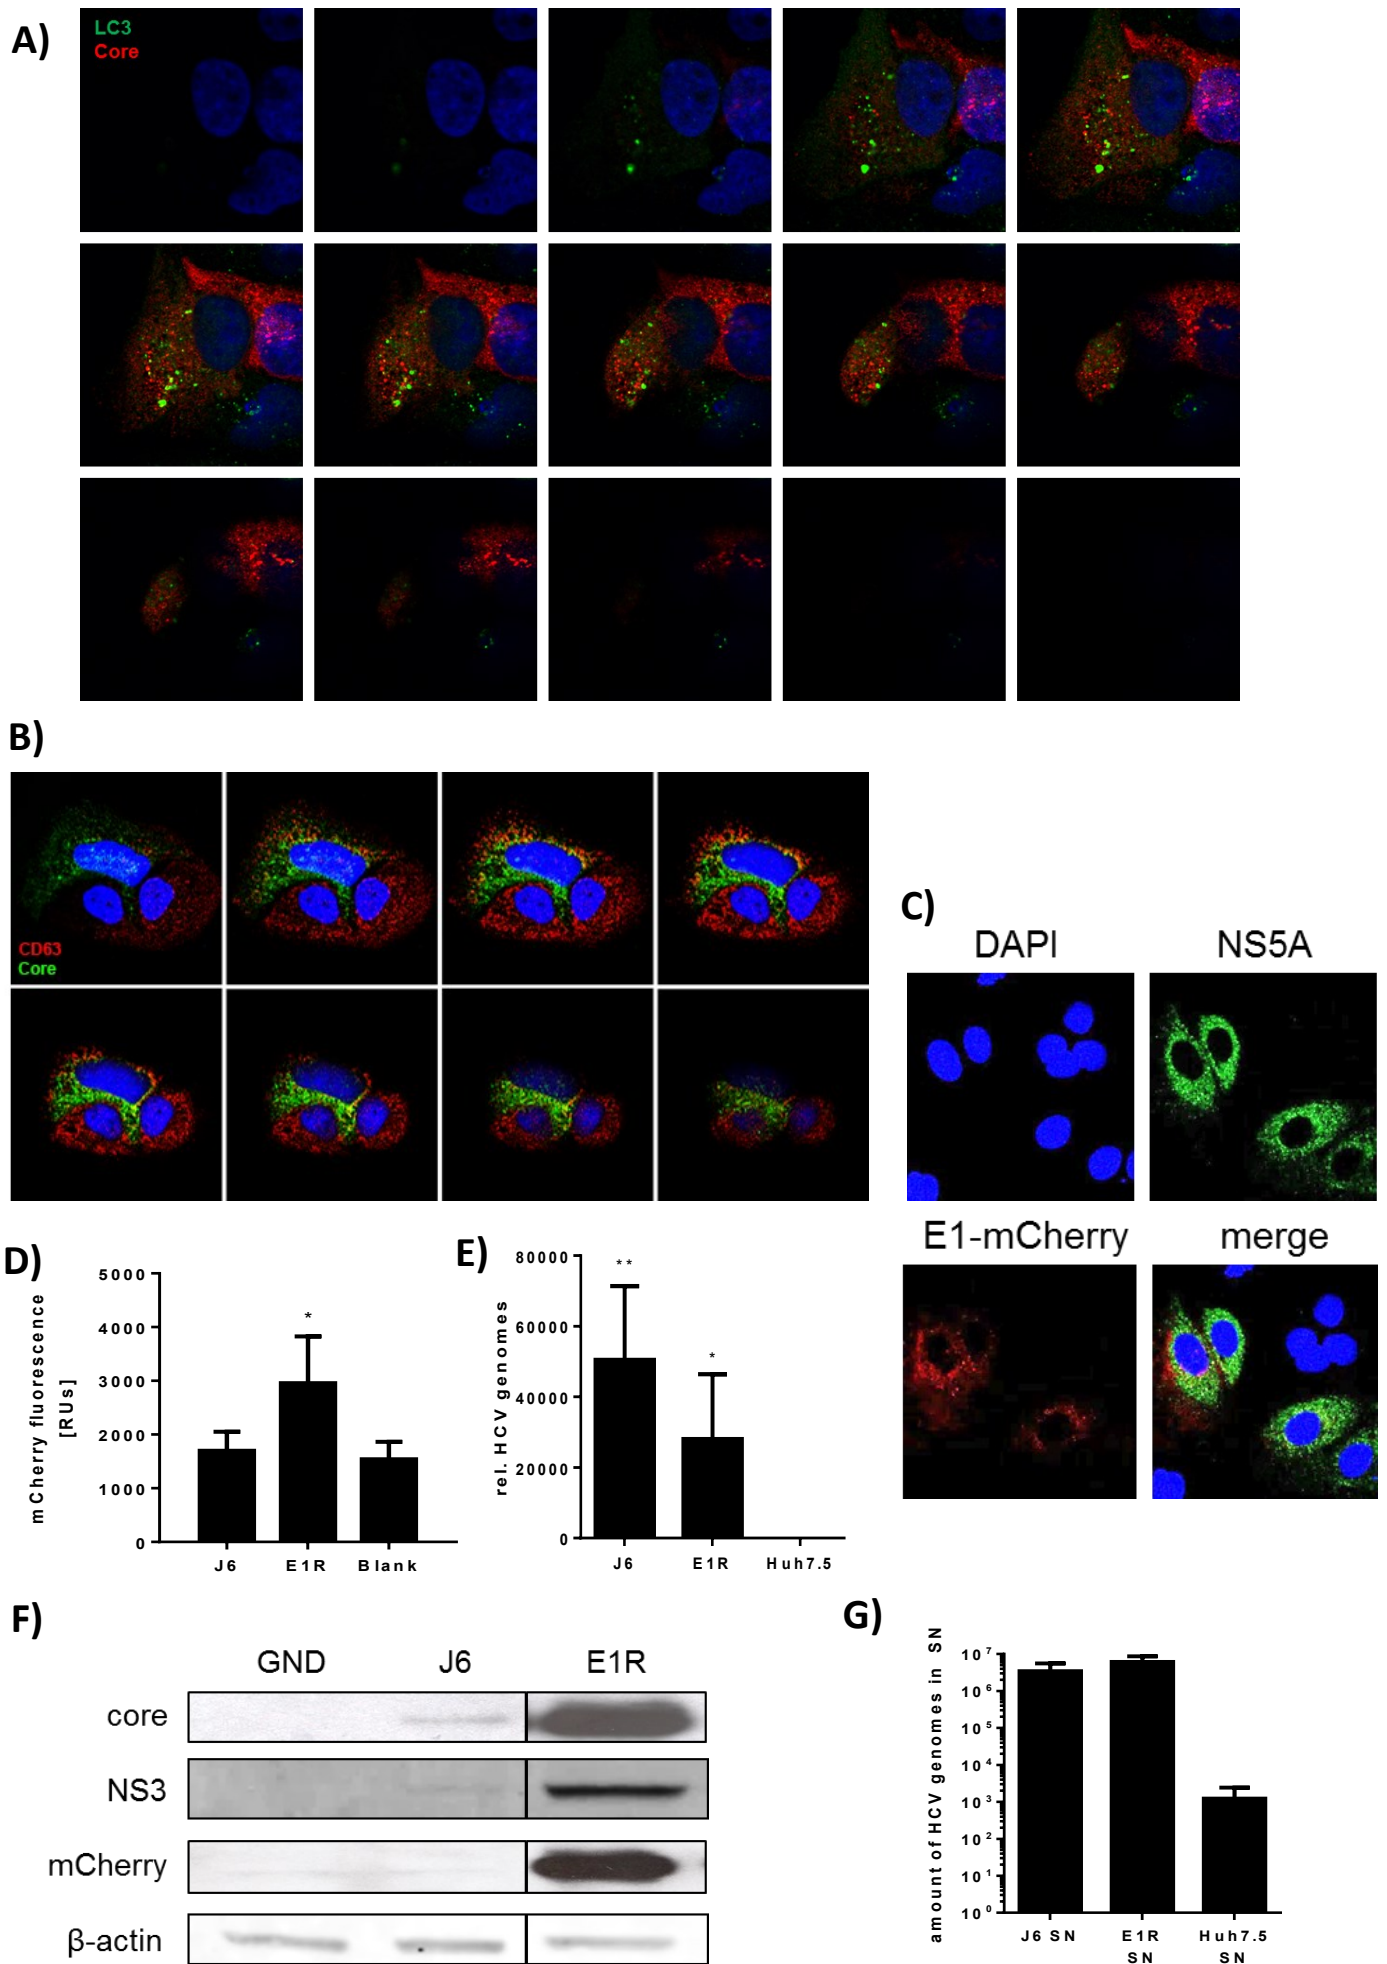 A)
LC3
Core
B)
CD63
Core
C)
DAPI NS5A
E1-mCherry merge
D)
mCherry fluorescence
[RUs]
5000
4000
3000
2000
1000
0
*
J6 E1R Blank
E)
rel. HCV genomes
80000
60000
40000
20000
0
**
*
J6 E1R Huh7.5
F)
GND J6 E1R
core
NS3
mCherry
β-actin
G)
amount of HCV genomes in SN
10⁷
10⁶
10⁵
10⁴
10³
10²
10¹
10⁰
J6 SN E1R Huh7.5
SN SN